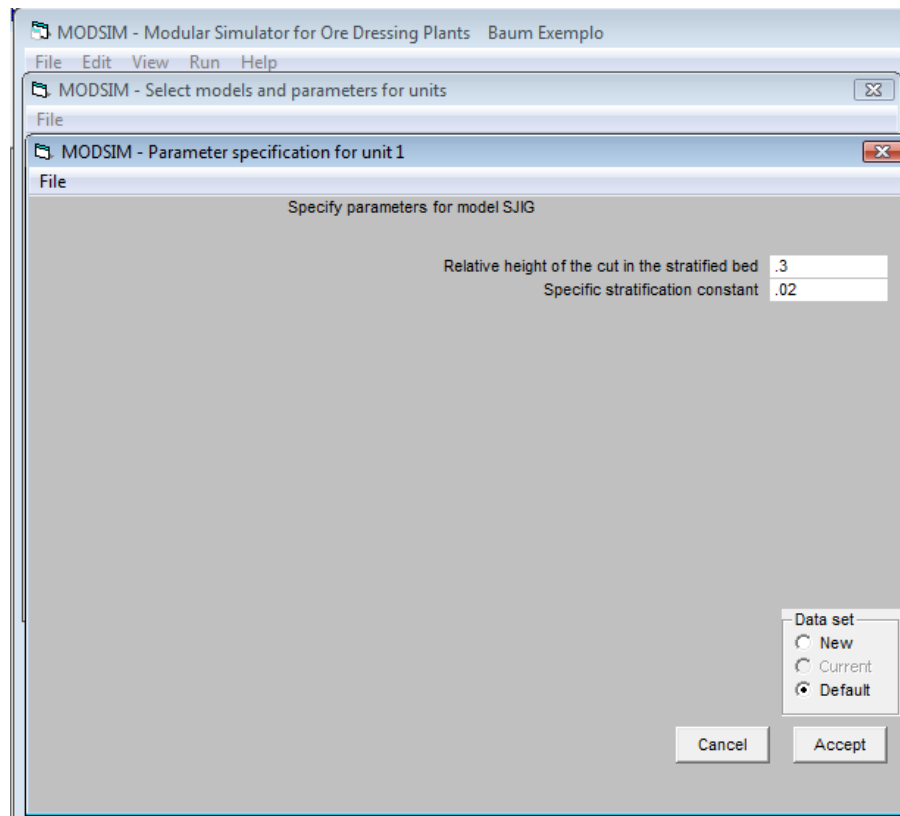 MODSIM - Modular Simulator for Ore Dressing Plants Baum Exemplo
File Edit View Run Help
MODSIM - Select models and parameters for units
File
MODSIM - Parameter specification for unit 1
File
Specify parameters for model SJIG
Relative height of the cut in the stratified bed .3
Specific stratification constant .02
Data set
New
Current
Default
Cancel Accept